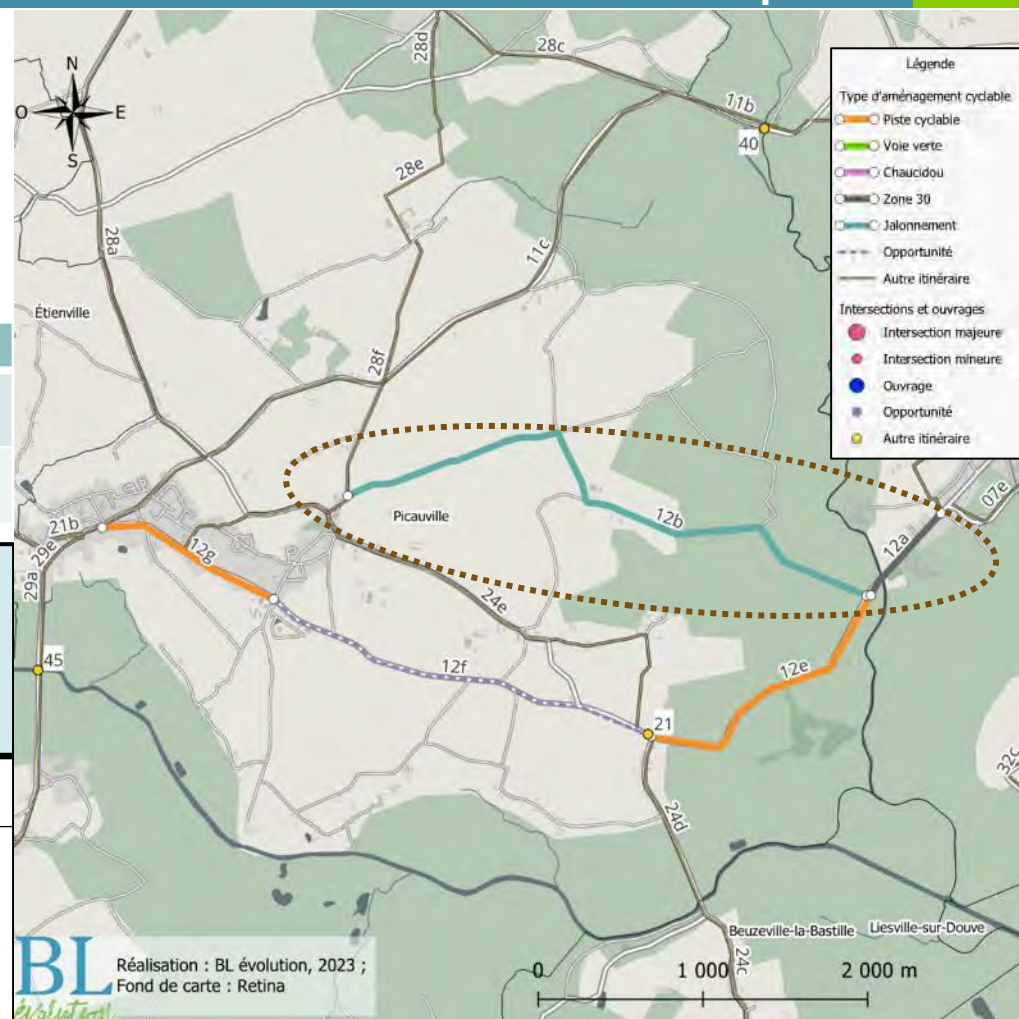 N
O
E
S
28d
28c
11b
40
28e
28a
11c
Étienville
28f
21b
29e
29a
12g
Picauville
12b
12a
07e
24e
45
12f
12e
21
24d
32c
Beuzeville-la-Bastille
Liesville-sur-Douve
24c
Légende
Type d'aménagement cyclable
Piste cyclable
Voie verte
Chaucidou
Zone 30
Jalonnement
Opportunité
Autre itinéraire
Intersections et ouvrages
Intersection majeure
Intersection mineure
Ouvrage
Opportunité
Autre itinéraire
BL
évolution
Réalisation : BL évolution, 2023 ;
Fond de carte : Retina
0 1 000 2 000 m